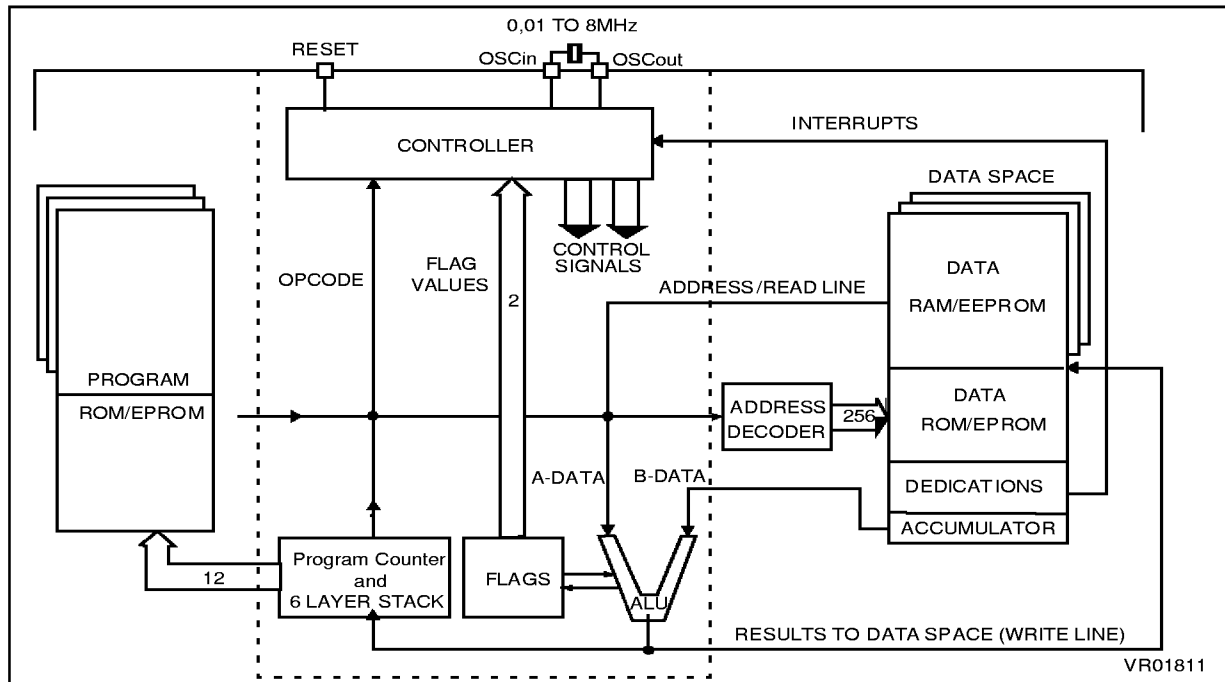 0,01 TO 8MHz
RESET
OSCin
OSCout
CONTROLLER
INTERRUPTS
DATA SPACE
OPCODE
FLAG
VALUES
2
CONTROL
SIGNALS
ADDRESS/READ LINE
DATA
RAM/EEPROM
PROGRAM
ROM/EPROM
ADDRESS
DECODER
256
DATA
ROM/EPROM
A-DATA
B-DATA
DEDICATIONS
ACCUMULATOR
12
Program Counter
and
6 LAYER STACK
FLAGS
ALU
RESULTS TO DATA SPACE (WRITE LINE)
VR01811